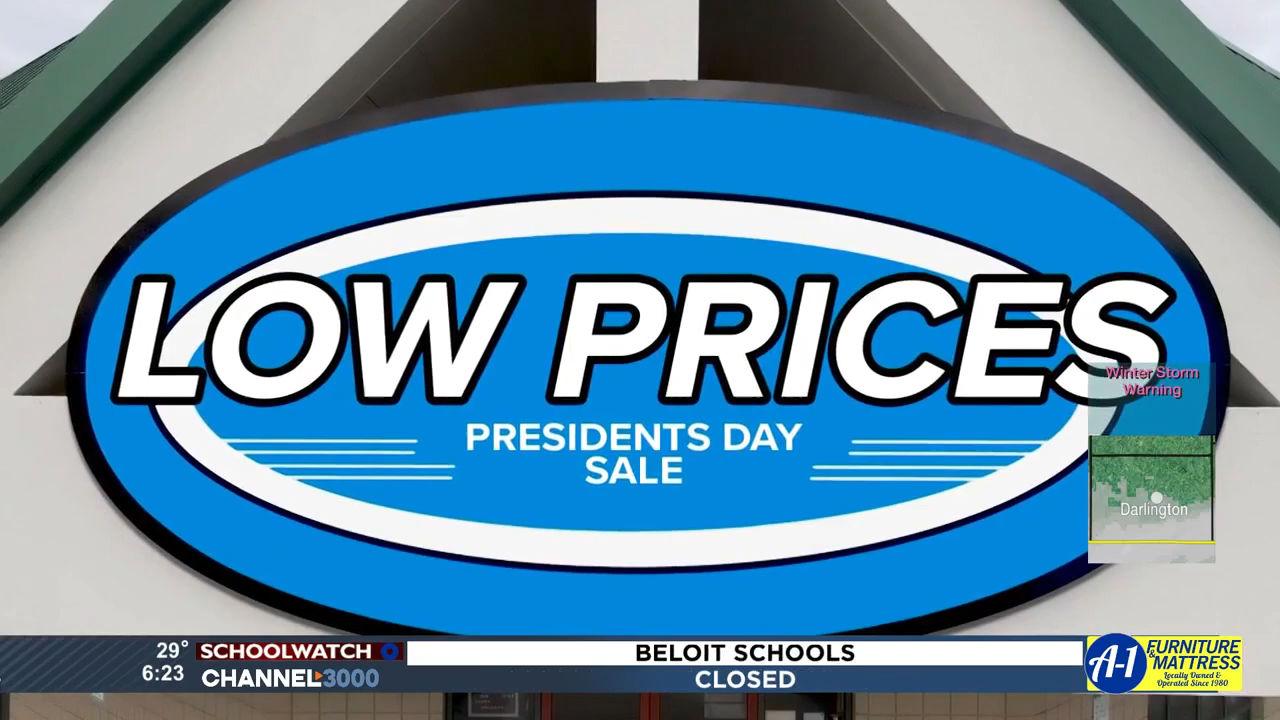 LOW PRICES
PRESIDENTS DAY
SALE
Winter Storm
Warning
Darlington
29°
6:23
SCHOOLWATCH
CHANNEL3000
BELOIT SCHOOLS
CLOSED
A-1
FURNITURE
& MATTRESS
Locally Owned &
Operated Since 1980